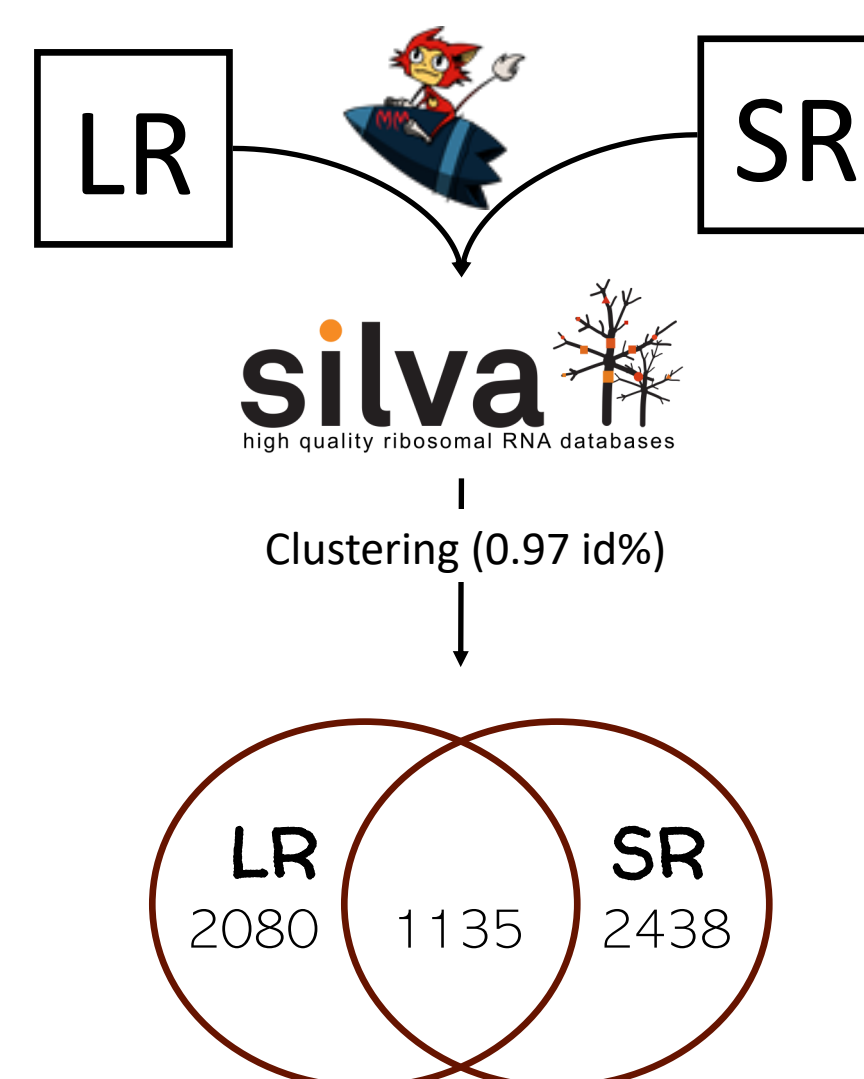 LR
MM
SR
silva
high quality ribosomal RNA databases
Clustering (0.97 id%)
LR
SR
2080
1135
2438